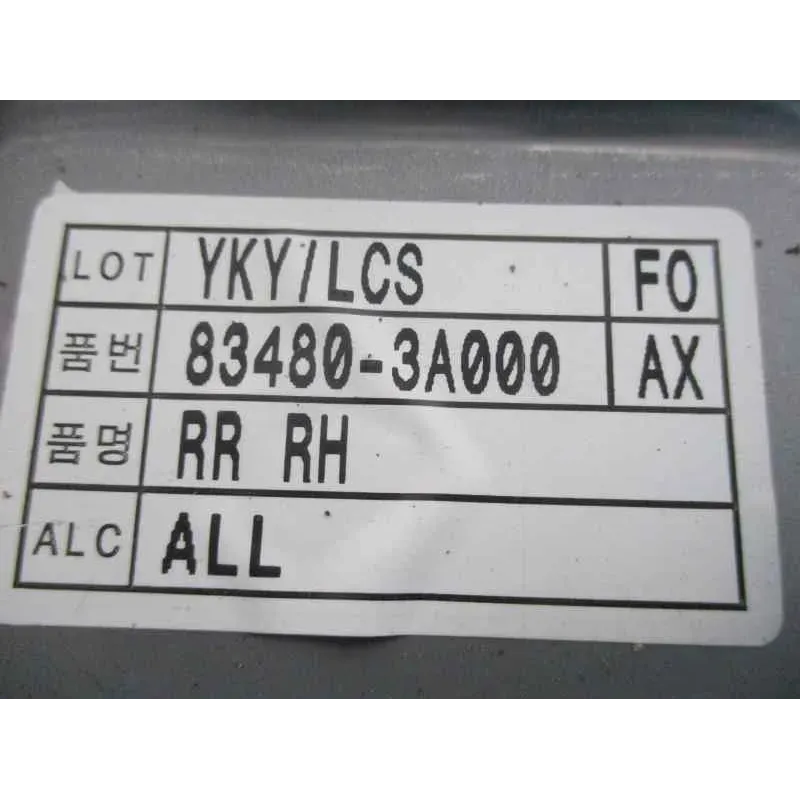 LOT YKY/LCS FO
품번 83480-3A000 AX
품명 RR RH
ALC ALL